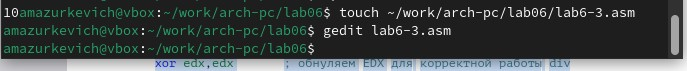 10amazurkevich@vbox:~/work/arch-pc/lab06$ touch ~/work/arch-pc/lab06/lab6-3.asm
amazurkevich@vbox:~/work/arch-pc/lab06$ gedit lab6-3.asm
amazurkevich@vbox:~/work/arch-pc/lab06$
xor edx,edx ; обнуляем EDX для корректной работы div